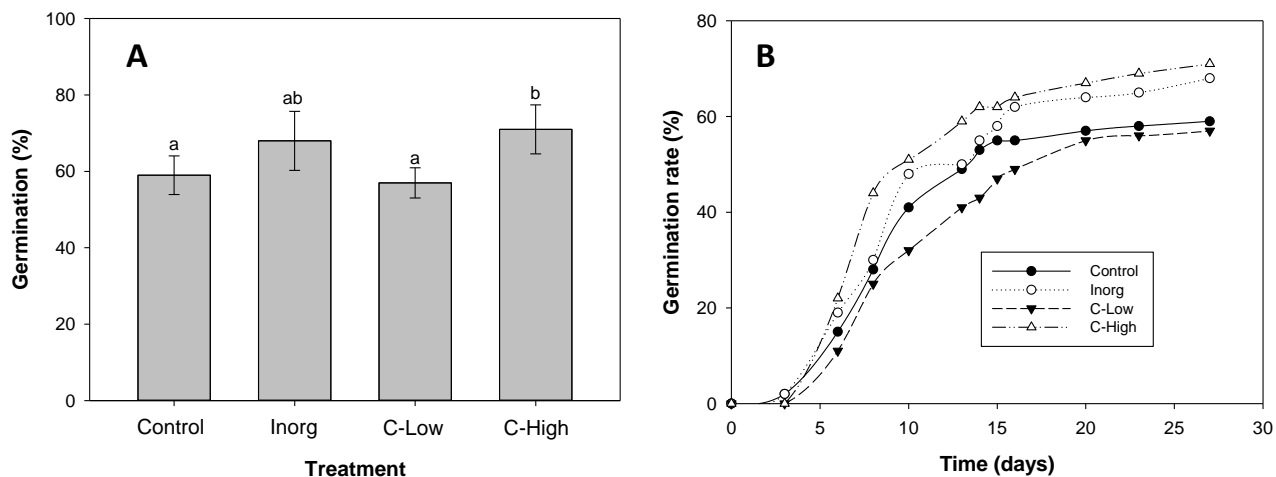 A
Germination (%)
100
80
60
40
20
0
a
ab
a
b
Control
Inorg
C-Low
C-High
Treatment
B
Germination rate (%)
80
60
40
20
0
Control
Inorg
C-Low
C-High
0
5
10
15
20
25
30
Time (days)